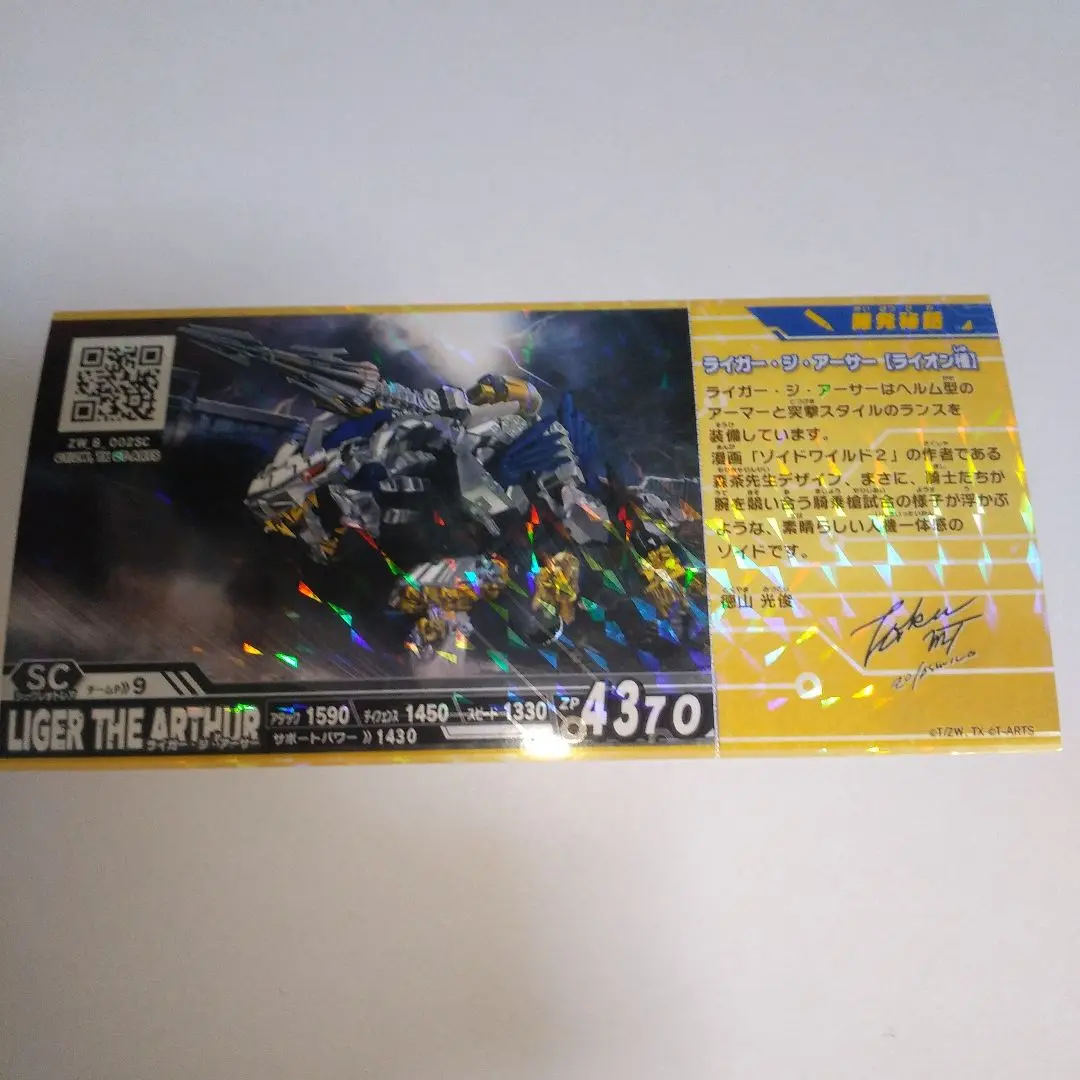 ZW_B_002SC
SC
チームP》9
LIGER THE ARTHUR
ライガー・ジ・アーサー
アタック 1590 ディフェンス 1450 スピード 1330
サポートパワー 》1430
ZP 4370
開発秘話
ライガー・ジ・アーサー【ライオン種】
ライガー・ジ・アーサーはヘルム型の
アーマーと突撃スタイルのランスを
装備しています。
漫画「ゾイドワイルド2」の作者である
森茶先生デザイン、まさに、騎士たちが
腕を競い合う騎乗槍試合の様子が浮かぶ
ような、素晴らしい人機一体感の
ゾイドです。
徳山 光俊
©T/ZW_TX ©T-ARTS